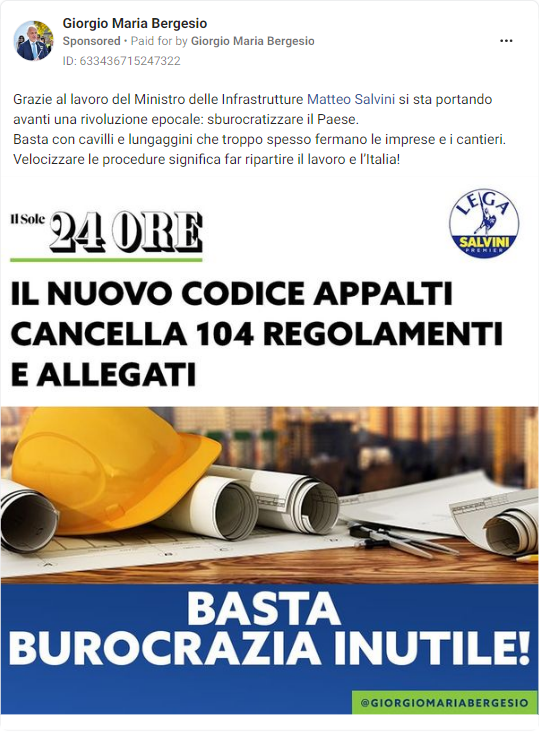 Giorgio Maria Bergesio
Sponsored • Paid for by Giorgio Maria Bergesio
ID: 633436715247322
Grazie al lavoro del Ministro delle Infrastrutture Matteo Salvini si sta portando
avanti una rivoluzione epocale: sburocratizzare il Paese.
Basta con cavilli e lungaggini che troppo spesso fermano le imprese e i cantieri.
Velocizzare le procedure significa far ripartire il lavoro e l'Italia!
Il Sole 24 ORE
LEGA
SALVINI
PREMIER
IL NUOVO CODICE APPALTI
CANCELLA 104 REGOLAMENTI
E ALLEGATI
BASTA
BUROCRAZIA INUTILE!
@GIORGIOMARIABERGESIO